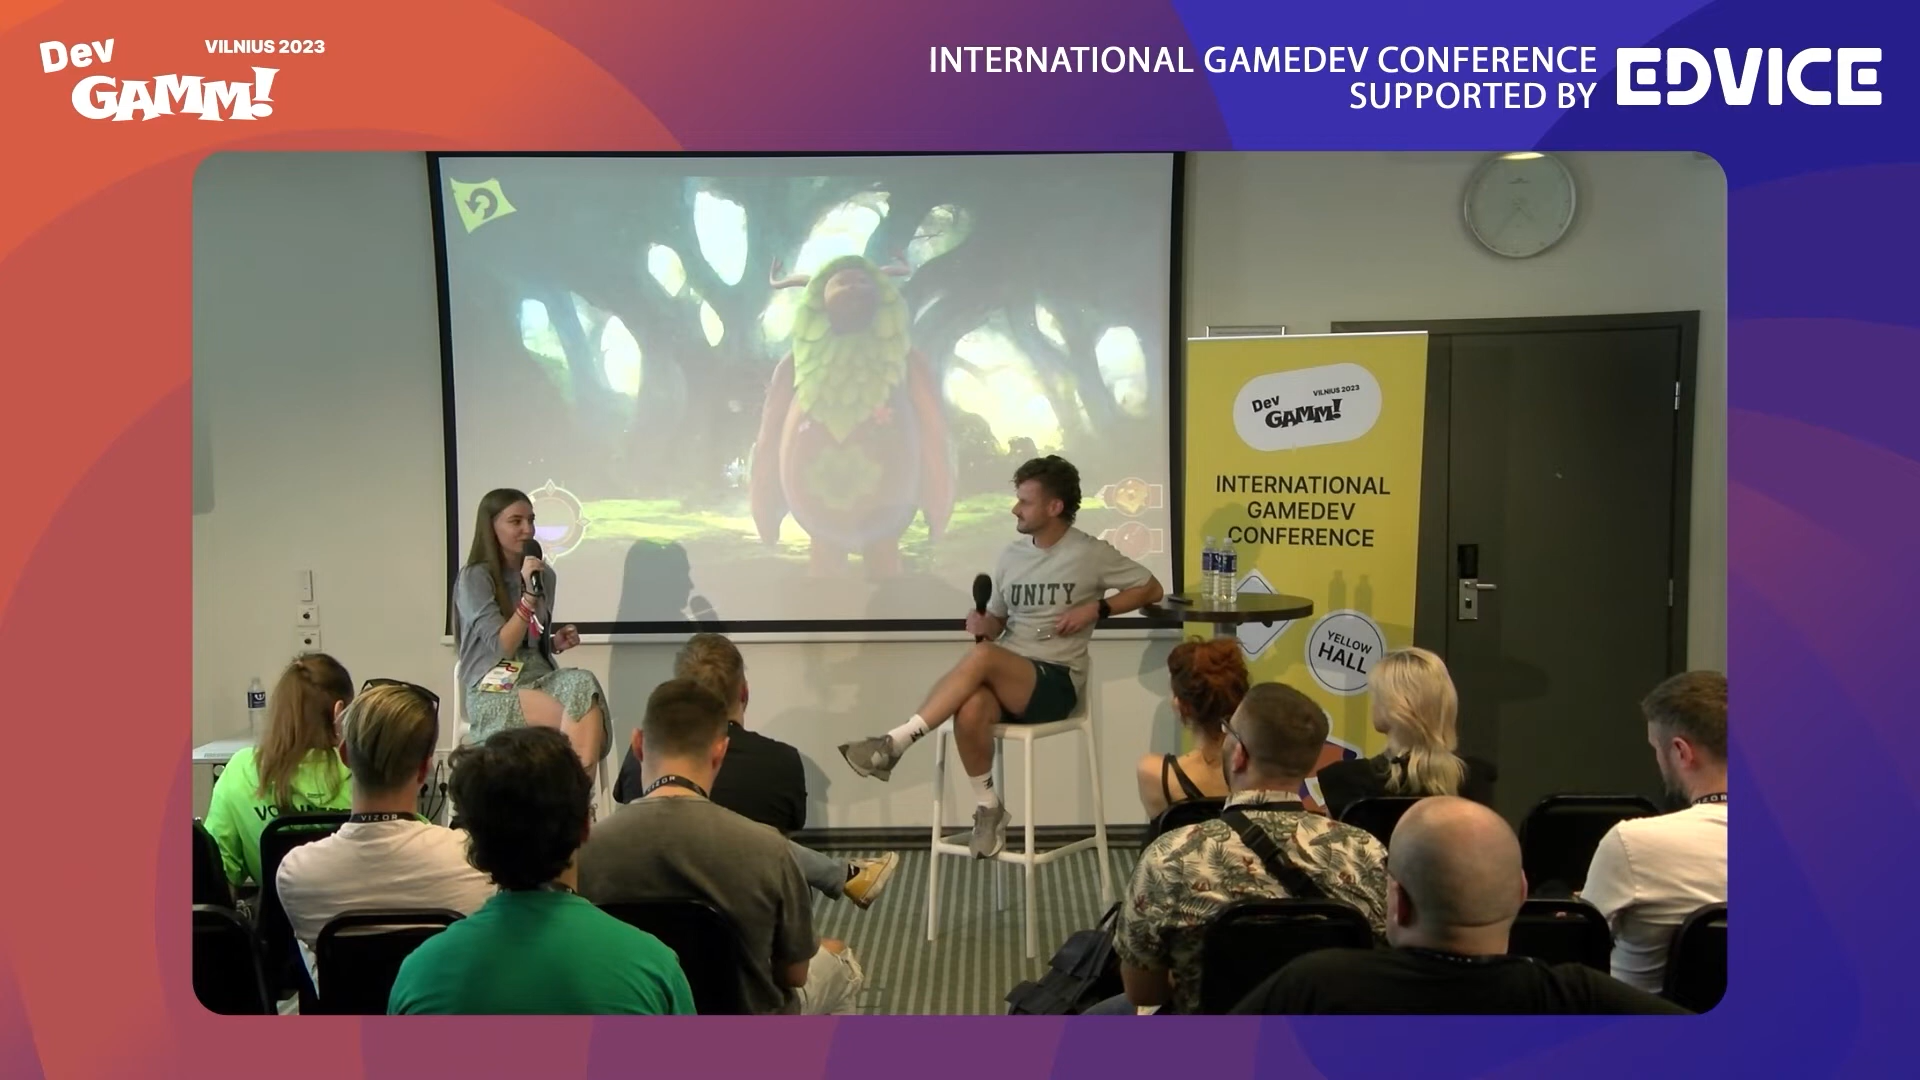 Dev
GAMM!
VILNIUS 2023
INTERNATIONAL GAMEDEV CONFERENCE
SUPPORTED BY
EDVICE
Dev
VILNIUS 2023
GAMM!
INTERNATIONAL
GAMEDEV
CONFERENCE
UNITY
YELLOW
HALL
VIZOR
VIZOR